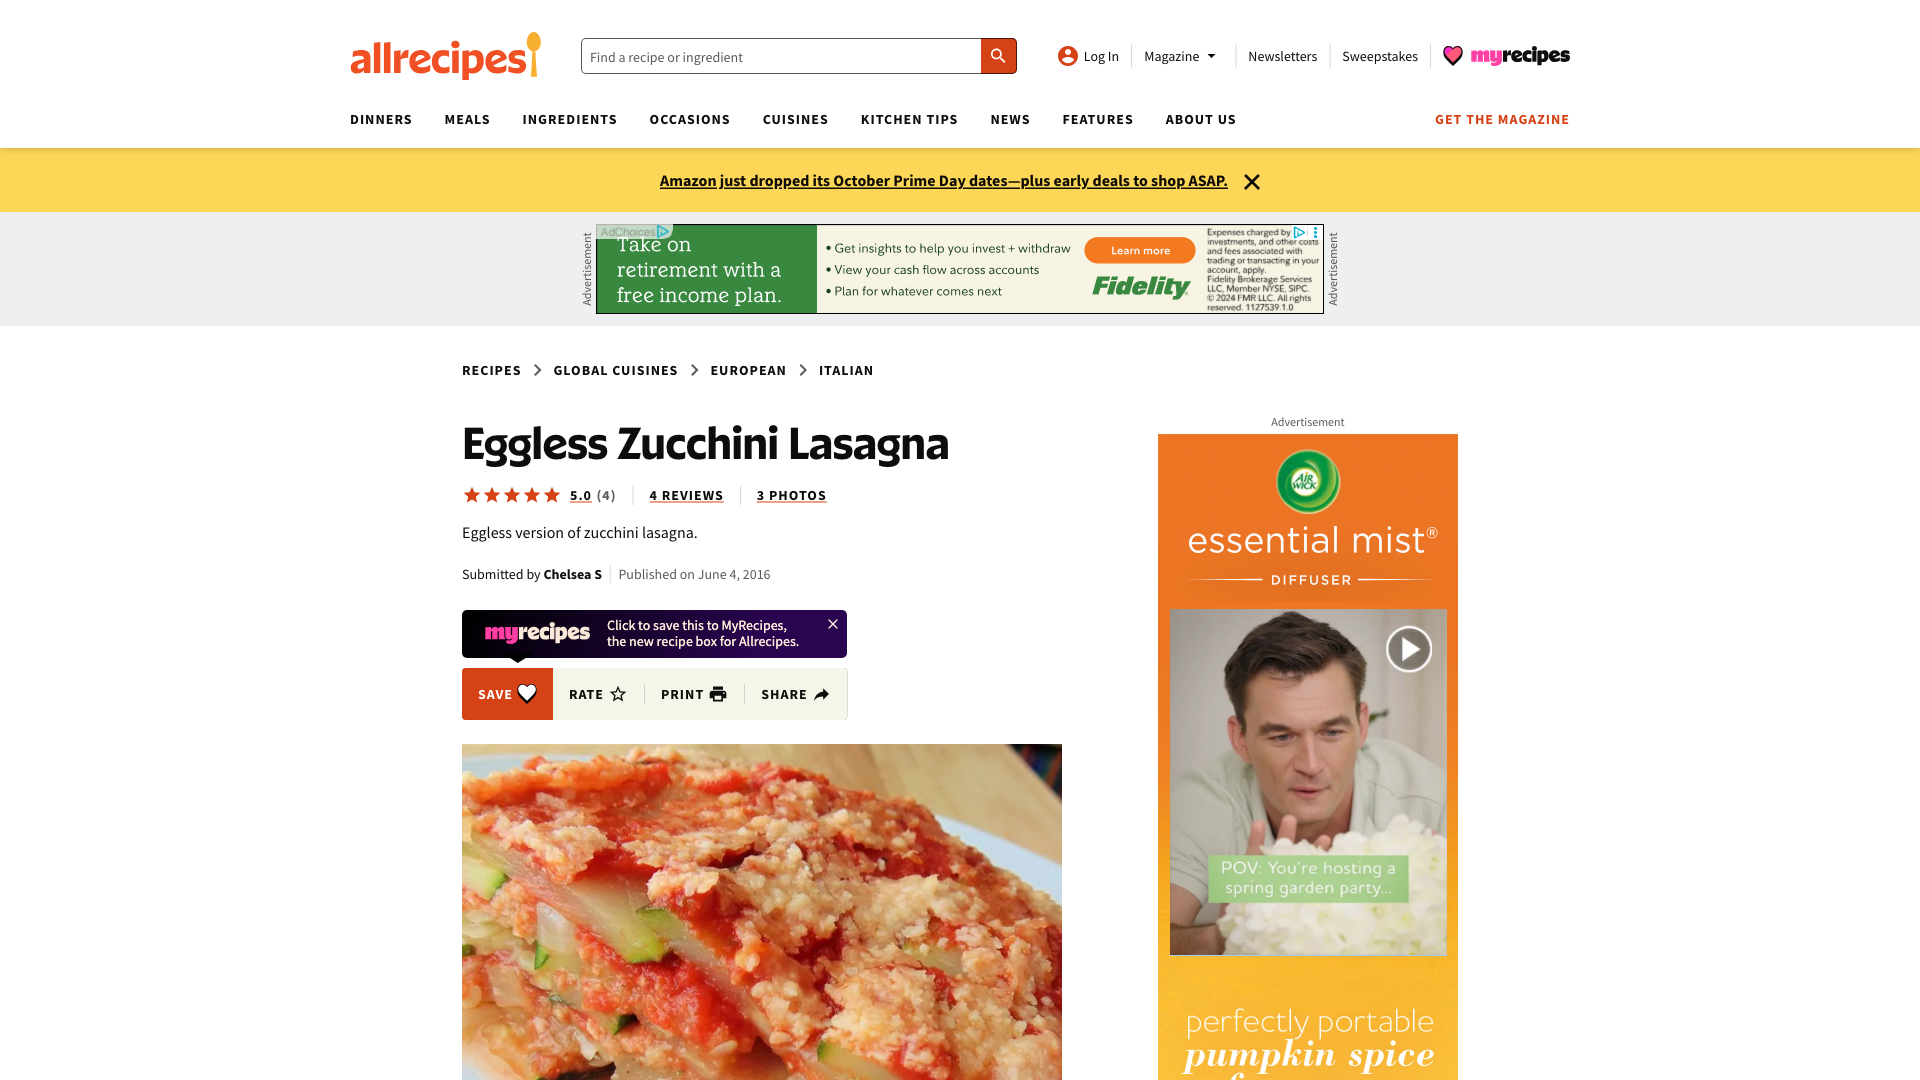 allrecipes
Find a recipe or ingredient
Log In
Magazine
Newsletters
Sweepstakes
myrecipes
DINNERS
MEALS
INGREDIENTS
OCCASIONS
CUISINES
KITCHEN TIPS
NEWS
FEATURES
ABOUT US
GET THE MAGAZINE
Amazon just dropped its October Prime Day dates—plus early deals to shop ASAP.
Advertisement
AdChoices
Take on
retirement with a
free income plan.
• Get insights to help you invest + withdraw
• View your cash flow across accounts
• Plan for whatever comes next
Learn more
Fidelity
Expenses charged by
investments, and other costs
and fees associated with
trading or transacting in your
account, apply.
Fidelity Brokerage Services
LLC, Member NYSE, SIPC.
© 2024 FMR LLC. All rights
reserved. 1127539.1.0
Advertisement
RECIPES
GLOBAL CUISINES
EUROPEAN
ITALIAN
Eggless Zucchini Lasagna
5.0 (4)
4 REVIEWS
3 PHOTOS
Eggless version of zucchini lasagna.
Submitted by Chelsea S
Published on June 4, 2016
myrecipes
Click to save this to MyRecipes,
the new recipe box for Allrecipes.
SAVE
RATE
PRINT
SHARE
Advertisement
AIR
WICK
essential mist®
DIFFUSER
POV: You're hosting a
spring garden party...
perfectly portable
pumpkin spice